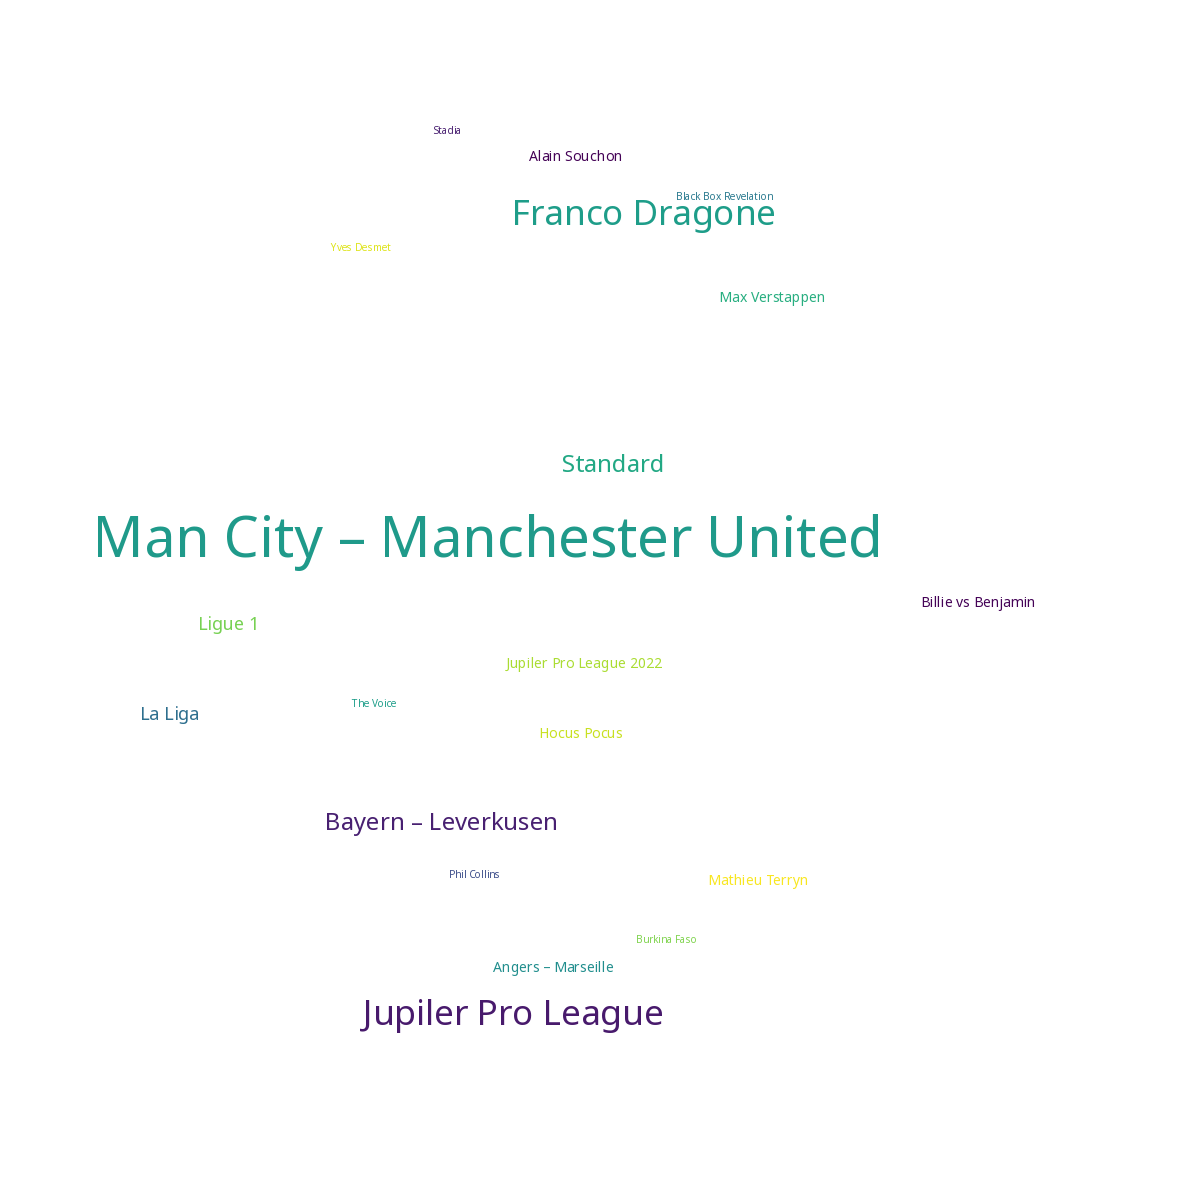 Stadia
Alain Souchon
Black Box Revelation
Franco Dragone
Yves Desmet
Max Verstappen
Standard
Man City – Manchester United
Billie vs Benjamin
Ligue 1
Jupiler Pro League 2022
The Voice
La Liga
Hocus Pocus
Bayern – Leverkusen
Phil Collins
Mathieu Terryn
Burkina Faso
Angers – Marseille
Jupiler Pro League